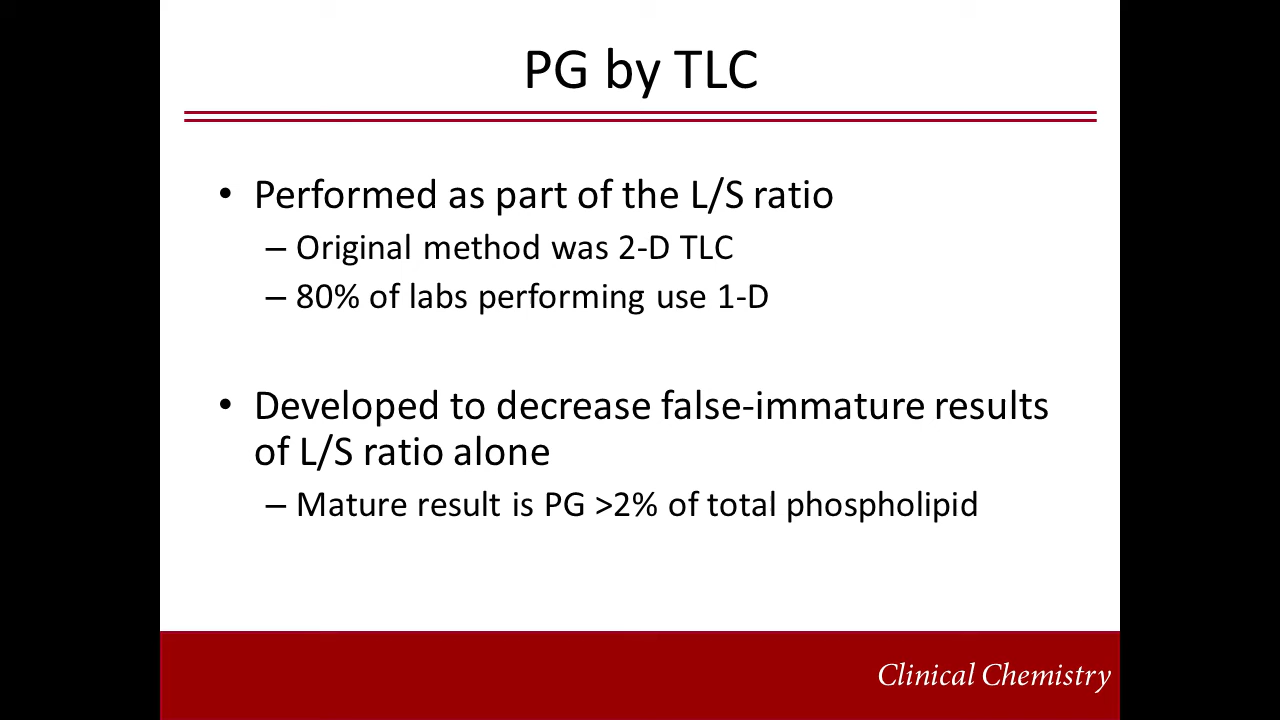 PG by TLC
• Performed as part of the L/S ratio
– Original method was 2-D TLC
– 80% of labs performing use 1-D
• Developed to decrease false-immature results
of L/S ratio alone
– Mature result is PG >2% of total phospholipid
Clinical Chemistry